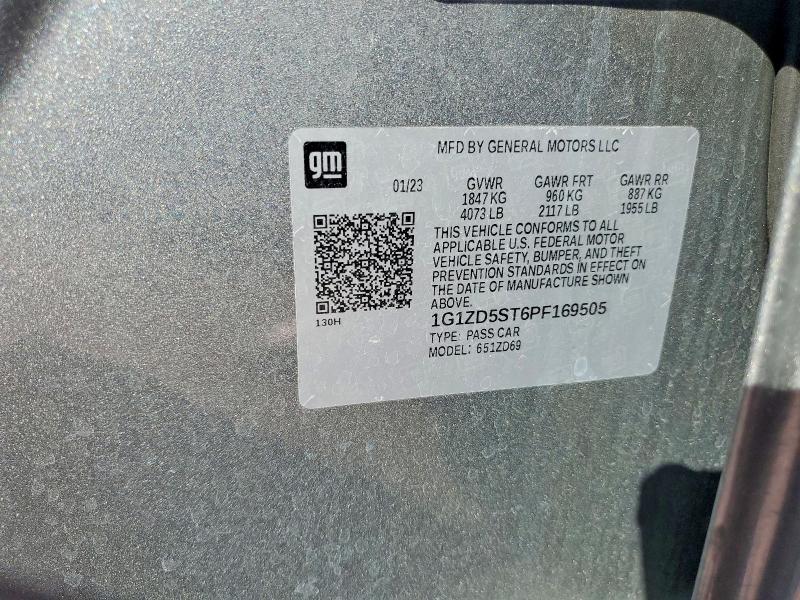 gm
MFD BY GENERAL MOTORS LLC
01/23 GVWR GAWR FRT GAWR RR
1847 KG 960 KG 887 KG
4073 LB 2117 LB 1955 LB
THIS VEHICLE CONFORMS TO ALL
APPLICABLE U.S. FEDERAL MOTOR
VEHICLE SAFETY, BUMPER, AND THEFT
PREVENTION STANDARDS IN EFFECT ON
THE DATE OF MANUFACTURE SHOWN
ABOVE.
130H
1G1ZD5ST6PF169505
TYPE: PASS CAR
MODEL: 651ZD69